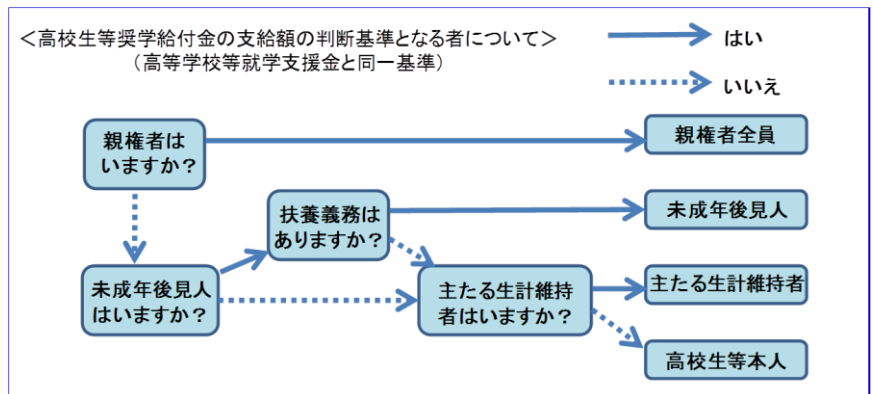 ＜高校生等奨学給付金の支給額の判断基準となる者について＞
（高等学校等就学支援金と同一基準）
はい
いいえ
親権者は
いますか？
親権者全員
扶養義務は
ありますか？
未成年後見人
未成年後見人
はいますか？
主たる生計維持
者はいますか？
主たる生計維持者
高校生等本人